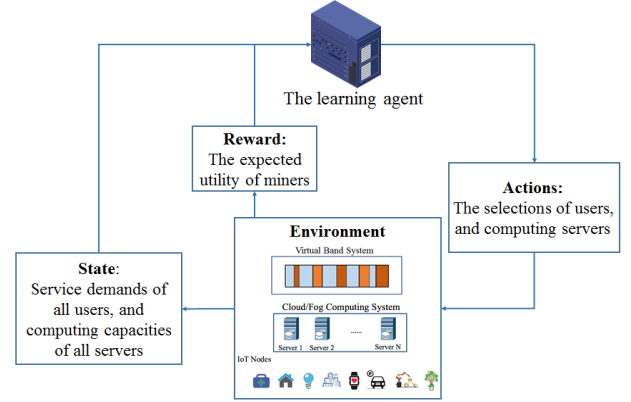 The learning agent
Reward:
The expected
utility of miners
Actions:
The selections of users,
and computing servers
Environment
Virtual Band System
Cloud/Fog Computing System
Server 1 Server 2 ...... Server N
IoT Nodes
P
State:
Service demands of
all users, and
computing capacities
of all servers